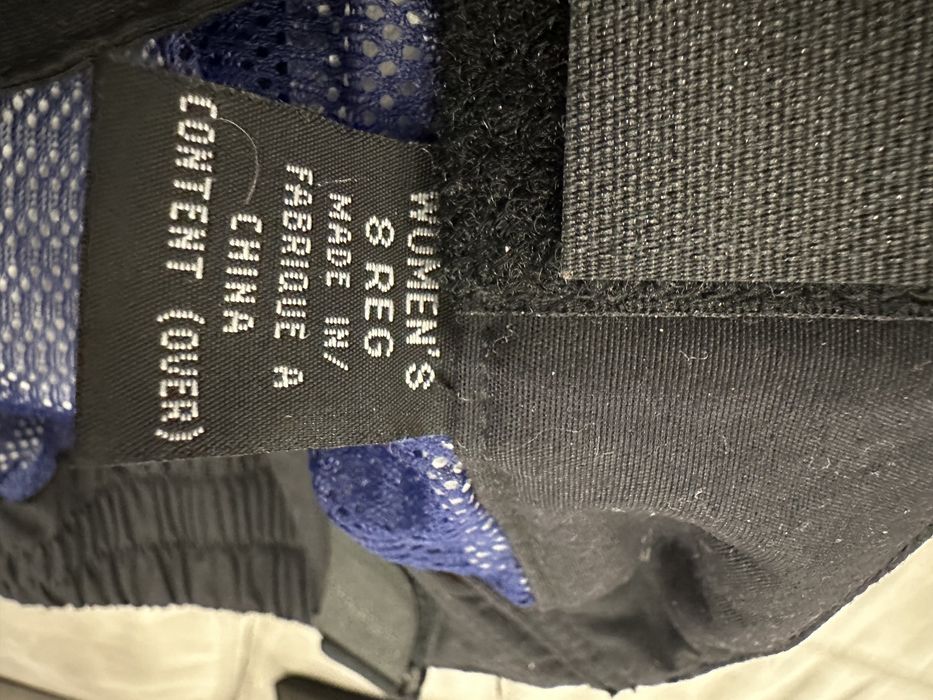 WOMEN'S
8 REG
MADE IN/
FABRIQUE A
CHINA
CONTENT (OVER)